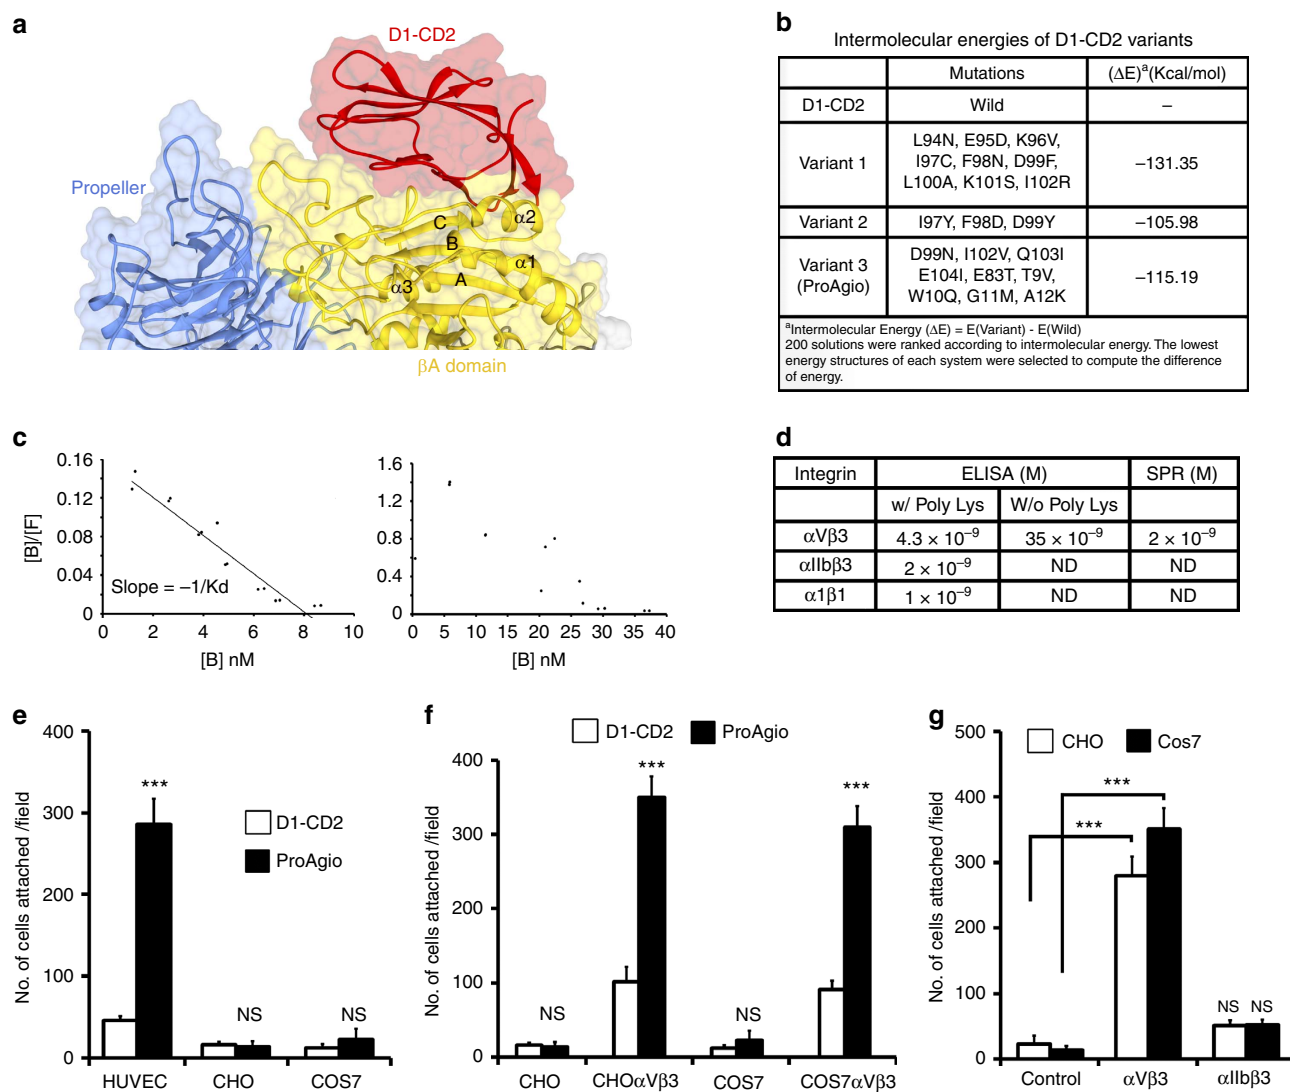 a
D1-CD2
Propeller
C
α2
B
α1
α3
A
βA domain
b
Intermolecular energies of D1-CD2 variants
Mutations
(ΔE)ᵃ(Kcal/mol)
D1-CD2
Wild
–
Variant 1
L94N, E95D, K96V,
I97C, F98N, D99F,
L100A, K101S, I102R
–131.35
Variant 2
I97Y, F98D, D99Y
–105.98
Variant 3
(ProAgio)
D99N, I102V, Q103I
E104I, E83T, T9V,
W10Q, G11M, A12K
–115.19
ᵃIntermolecular Energy (ΔE) = E(Variant) - E(Wild)
200 solutions were ranked according to intermolecular energy. The lowest
energy structures of each system were selected to compute the difference
of energy.
c
0.16
0.12
0.08
0.04
0
[B]/[F]
Slope = –1/Kd
0 2 4 6 8 10
[B] nM
1.6
1.2
0.8
0.4
0
0 5 10 15 20 25 30 35 40
[B] nM
d
Integrin
ELISA (M)
SPR (M)
w/ Poly Lys
W/o Poly Lys
αVβ3
4.3 × 10⁻⁹
35 × 10⁻⁹
2 × 10⁻⁹
αIIbβ3
2 × 10⁻⁹
ND
ND
α1β1
1 × 10⁻⁹
ND
ND
e
No. of cells attached /field
400
300
200
100
0
***
NS
NS
D1-CD2
ProAgio
HUVEC
CHO
COS7
f
D1-CD2
ProAgio
No. of cells attached /field
400
300
200
100
0
NS
***
NS
***
CHO
CHOαVβ3
COS7
COS7αVβ3
g
CHO
Cos7
No. of cells attached /field
500
400
300
200
100
0
***
***
NS
NS
Control
αVβ3
αIIbβ3